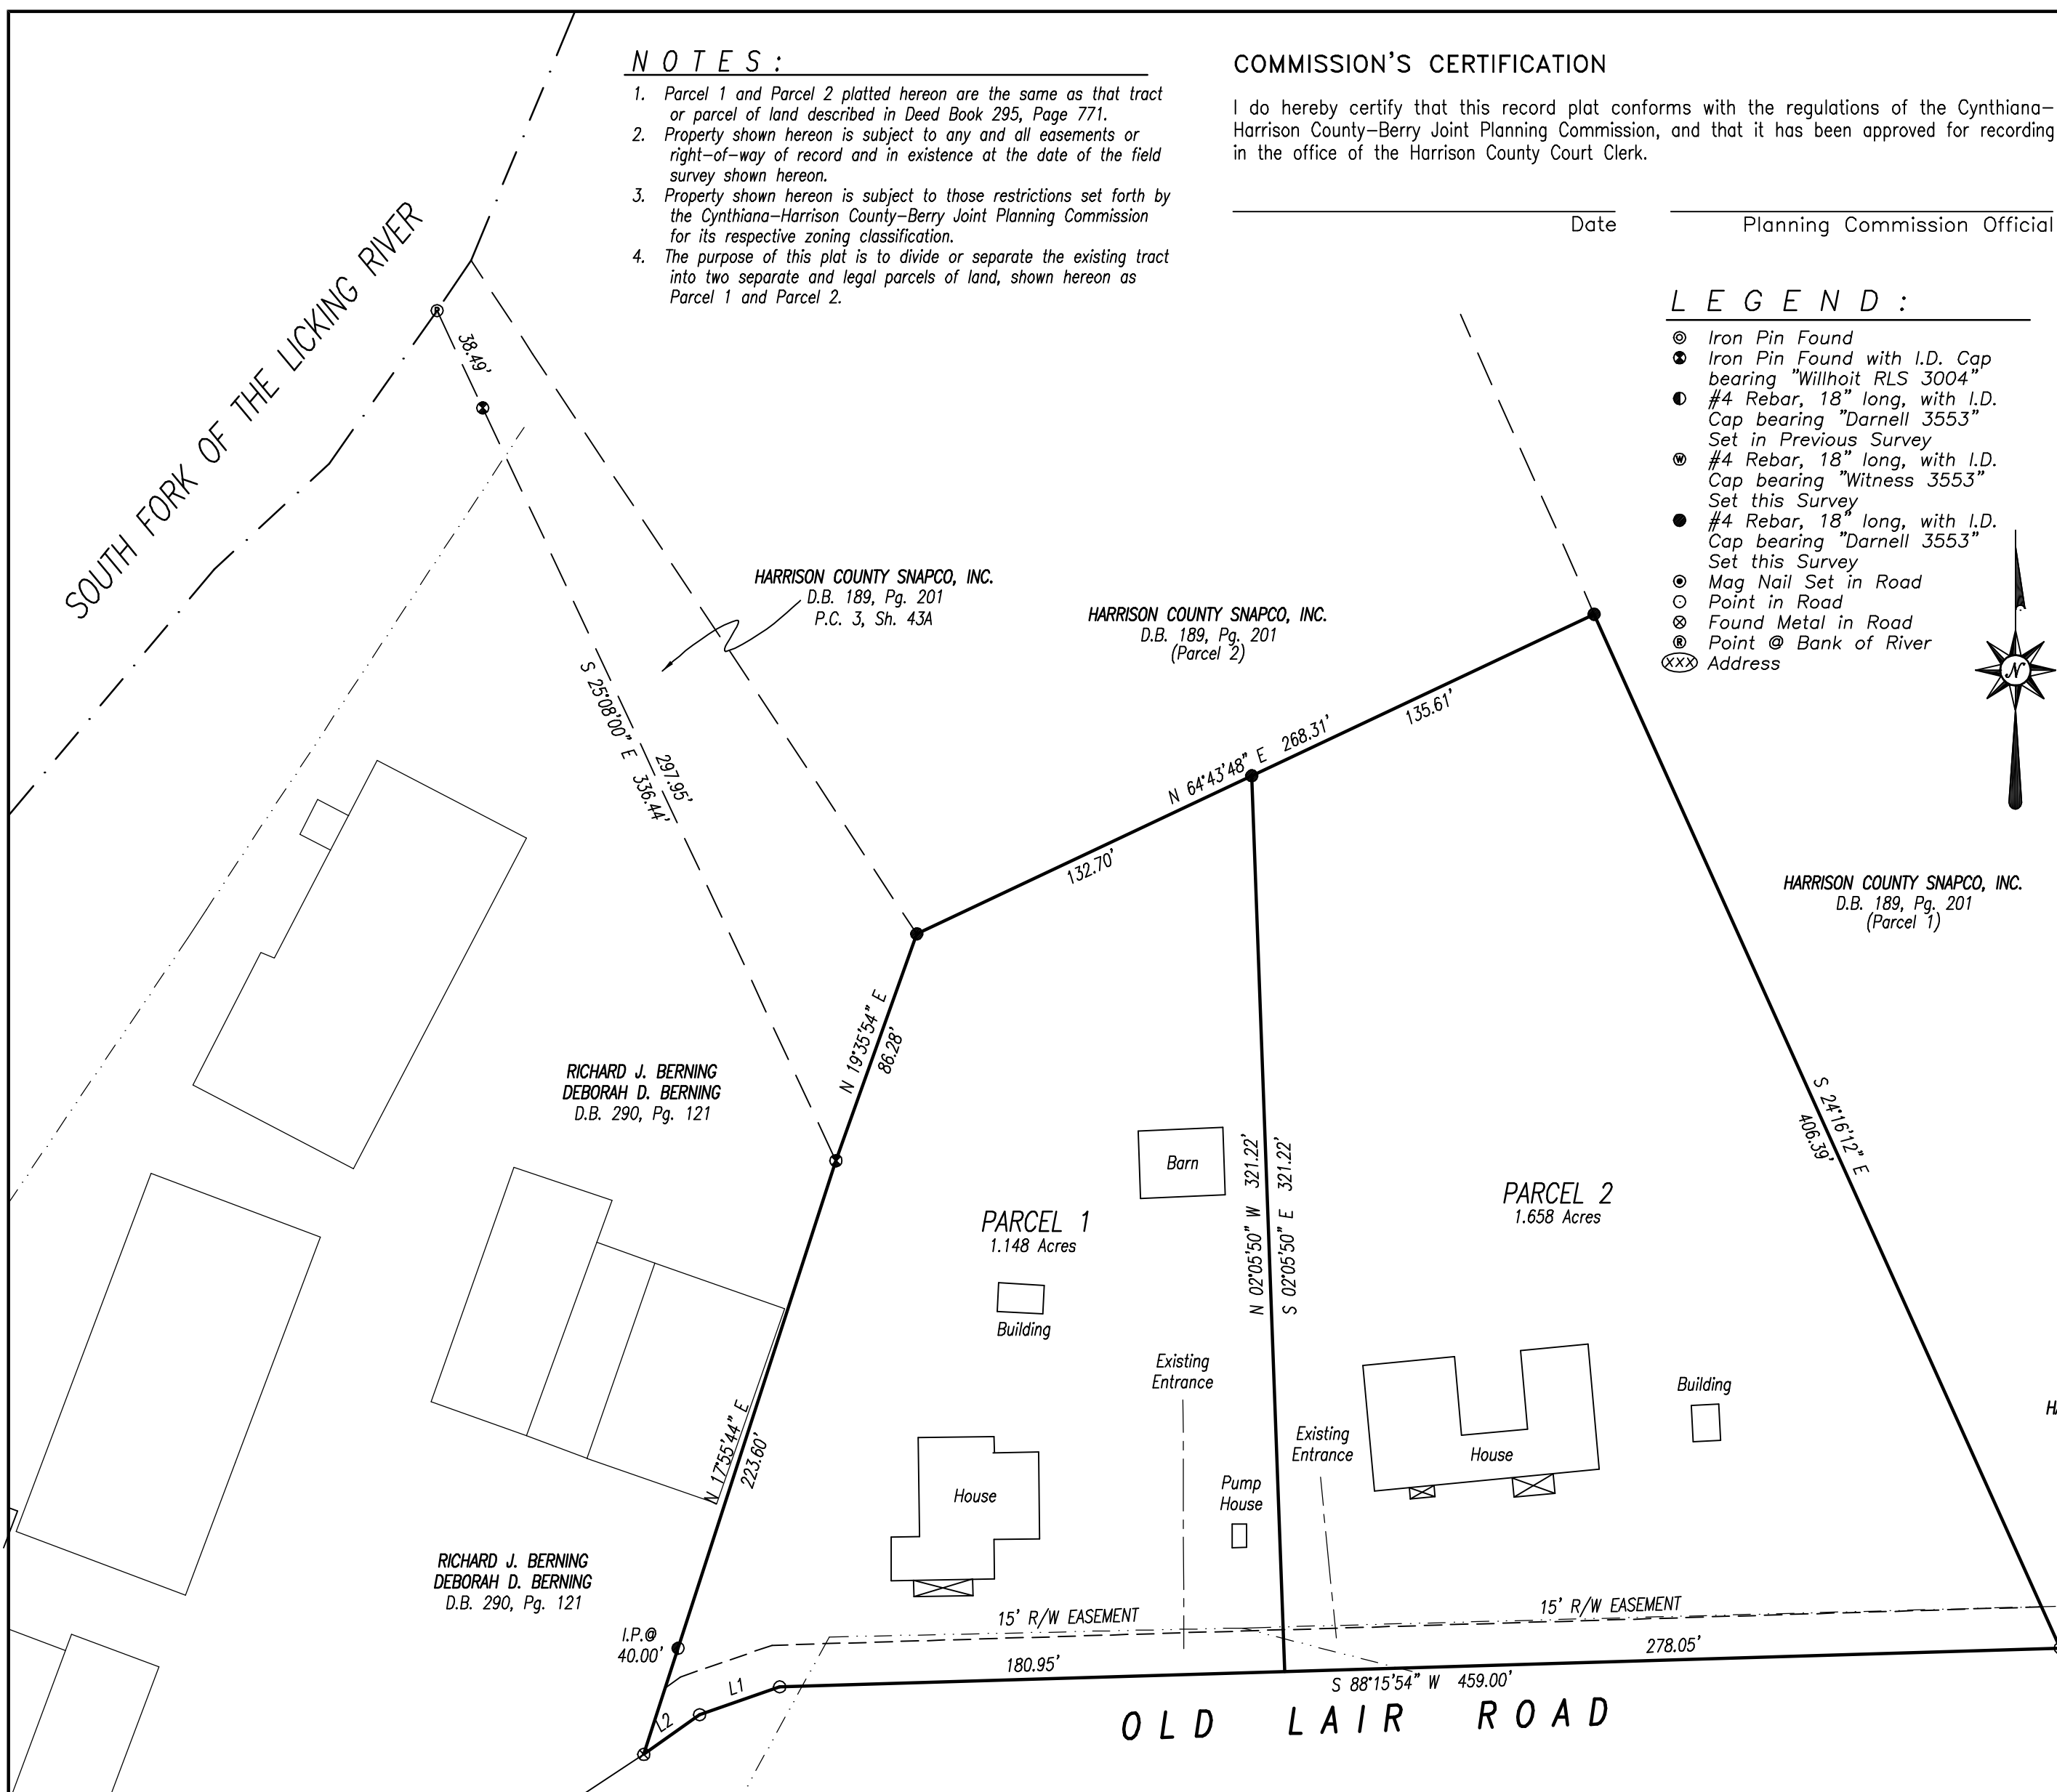 N O T E S :
1. Parcel 1 and Parcel 2 platted hereon are the same as that tract
or parcel of land described in Deed Book 295, Page 771.
2. Property shown hereon is subject to any and all easements or
right-of-way of record and in existence at the date of the field
survey shown hereon.
3. Property shown hereon is subject to those restrictions set forth by
the Cynthiana-Harrison County-Berry Joint Planning Commission
for its respective zoning classification.
4. The purpose of this plat is to divide or separate the existing tract
into two separate and legal parcels of land, shown hereon as
Parcel 1 and Parcel 2.
COMMISSION'S CERTIFICATION
I do hereby certify that this record plat conforms with the regulations of the Cynthiana-
Harrison County-Berry Joint Planning Commission, and that it has been approved for recording
in the office of the Harrison County Court Clerk.
Date
Planning Commission Official
L E G E N D :
Iron Pin Found
Iron Pin Found with I.D. Cap
bearing "Willhoit RLS 3004"
#4 Rebar, 18" long, with I.D.
Cap bearing "Darnell 3553"
Set in Previous Survey
W #4 Rebar, 18" long, with I.D.
Cap bearing "Witness 3553"
Set this Survey
#4 Rebar, 18" long, with I.D.
Cap bearing "Darnell 3553"
Set this Survey
Mag Nail Set in Road
Point in Road
Found Metal in Road
R Point @ Bank of River
XXX Address
N
SOUTH FORK OF THE LICKING RIVER
R
38.49'
HARRISON COUNTY SNAPCO, INC.
D.B. 189, Pg. 201
P.C. 3, Sh. 43A
HARRISON COUNTY SNAPCO, INC.
D.B. 189, Pg. 201
(Parcel 2)
S 25°08'00" E 336.44'
297.95'
N 64°43'48" E 268.31'
135.61'
132.70'
HARRISON COUNTY SNAPCO, INC.
D.B. 189, Pg. 201
(Parcel 1)
N 19°35'54" E
86.28'
RICHARD J. BERNING
DEBORAH D. BERNING
D.B. 290, Pg. 121
Barn
N 02°05'50" W 321.22'
S 02°05'50" E 321.22'
S 24°16'12" E
406.39'
PARCEL 1
1.148 Acres
PARCEL 2
1.658 Acres
Building
Existing
Entrance
Building
N 17°55'44" E
223.60'
House
Pump
House
Existing
Entrance
House
RICHARD J. BERNING
DEBORAH D. BERNING
D.B. 290, Pg. 121
I.P.@
40.00'
15' R/W EASEMENT
15' R/W EASEMENT
L1
L2
180.95'
278.05'
S 88°15'54" W 459.00'
OLD LAIR ROAD